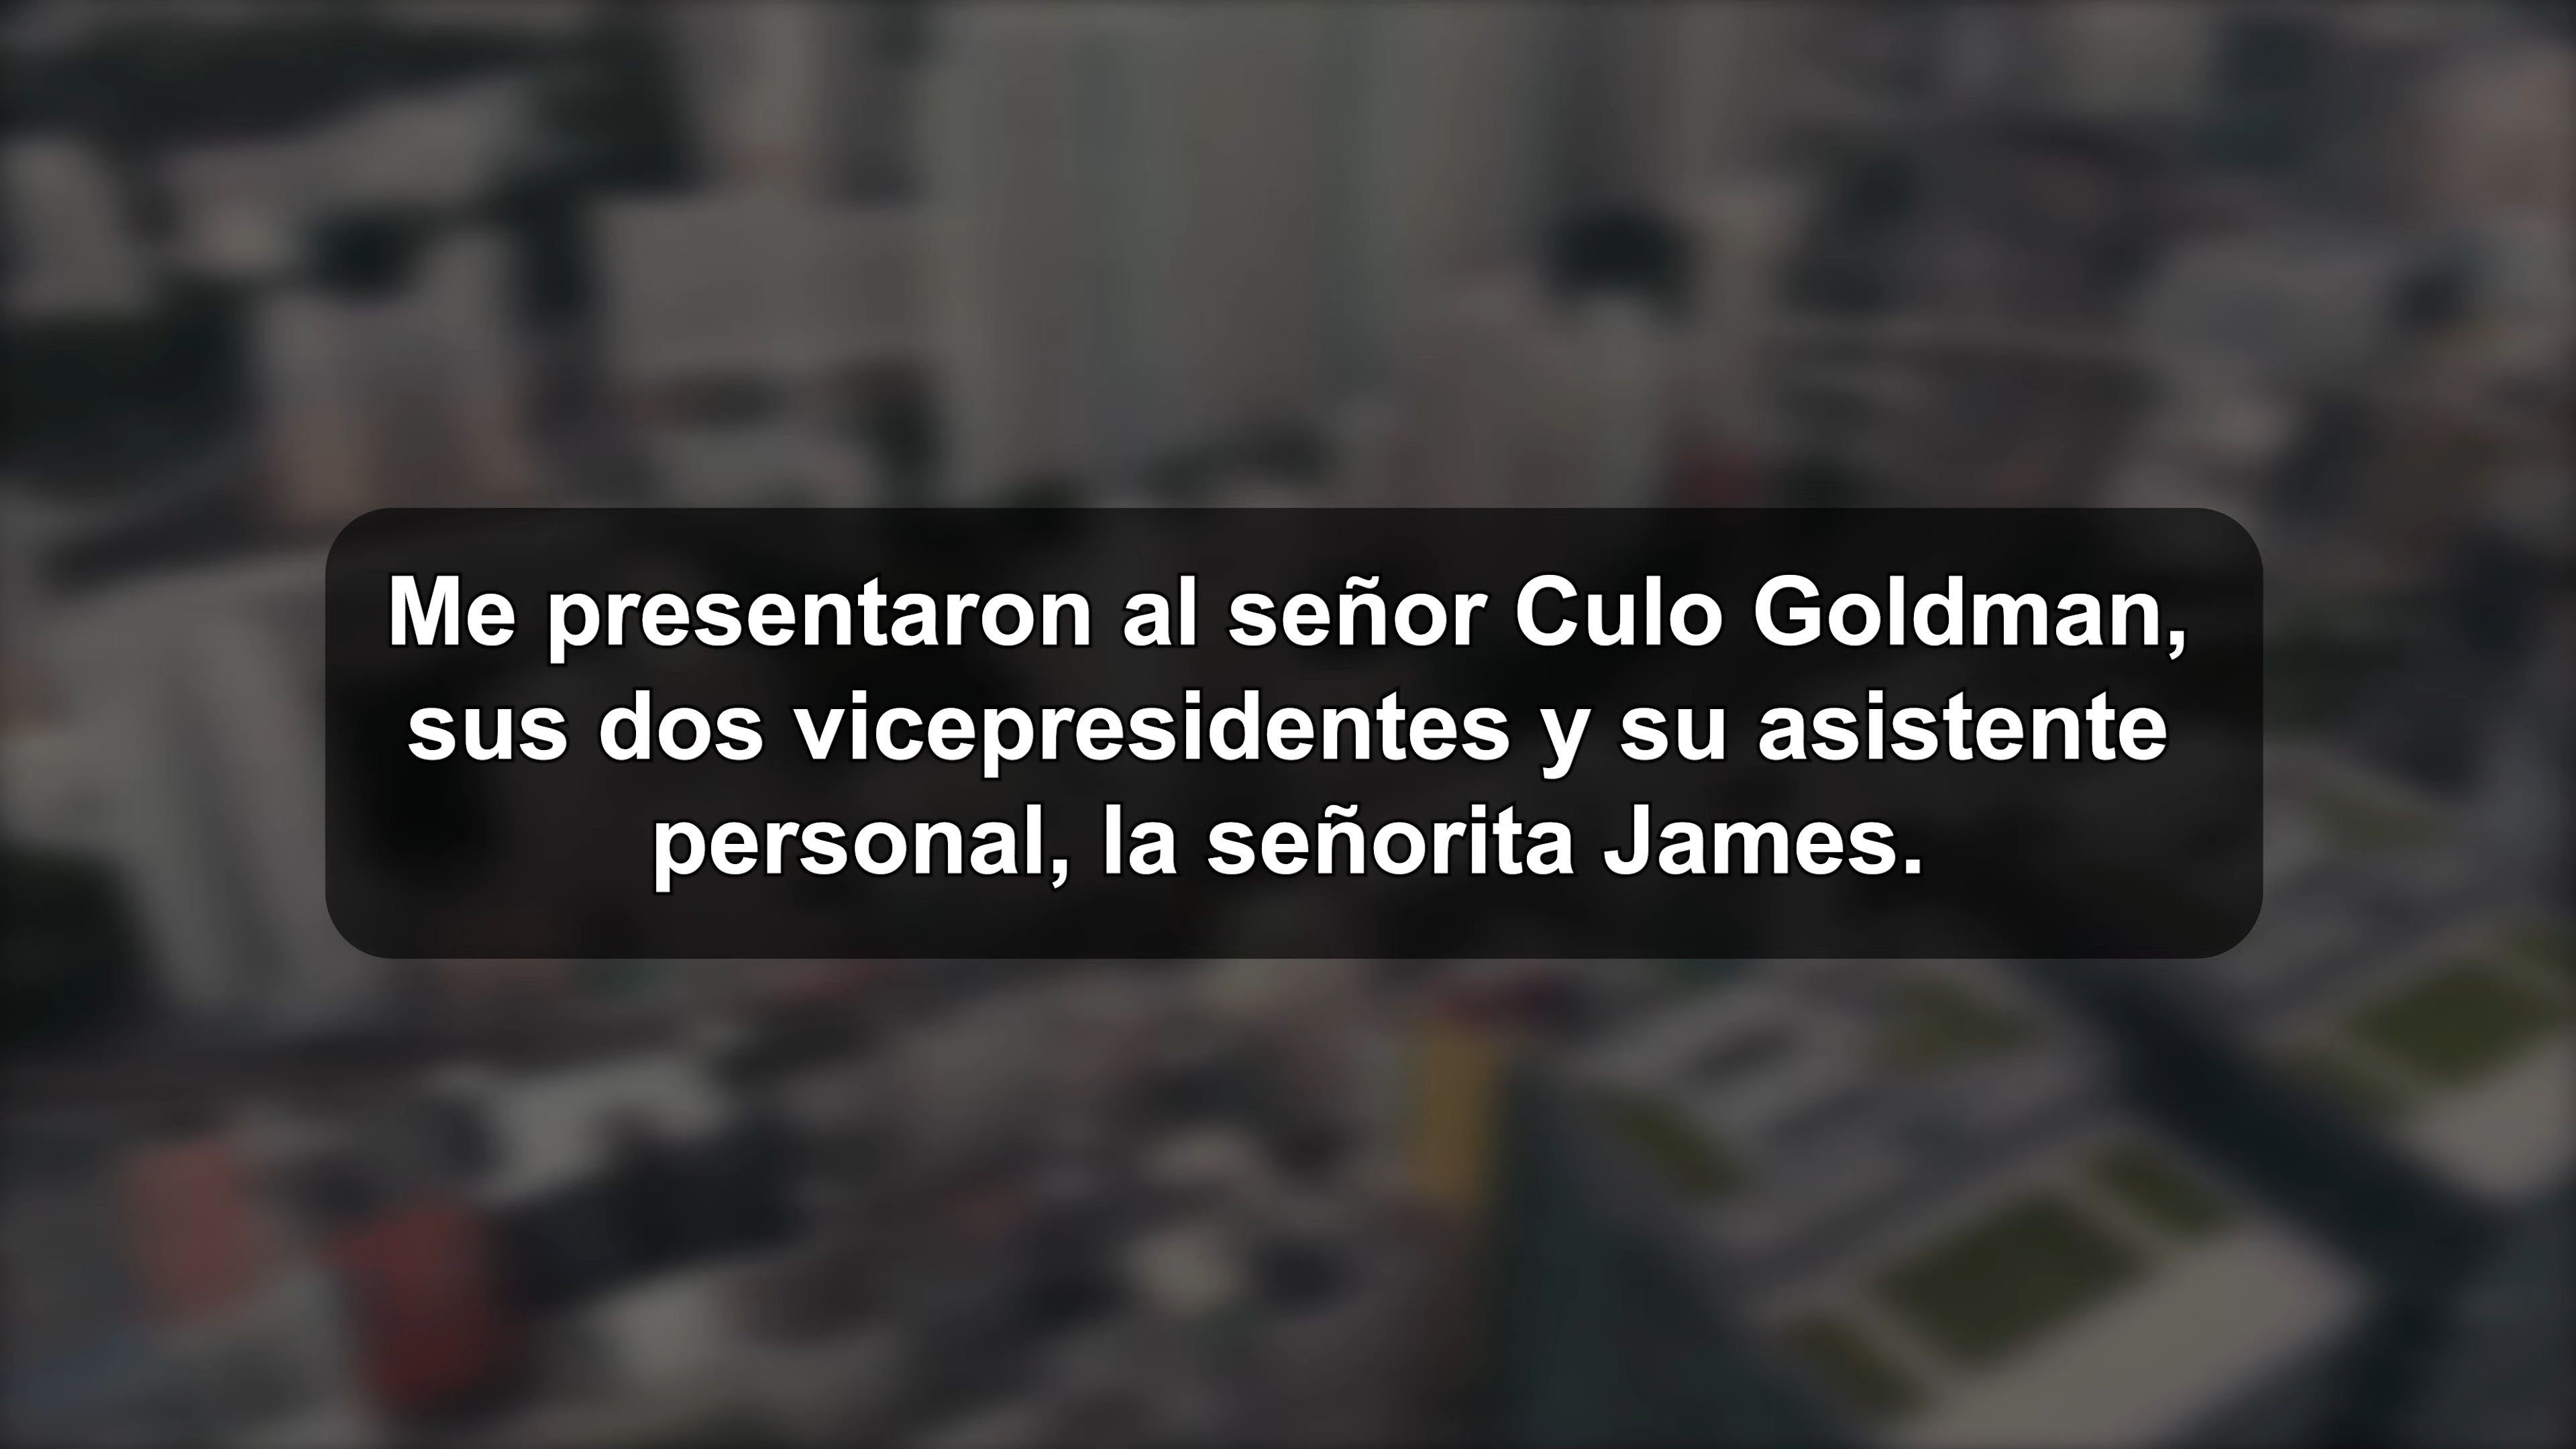 Me presentaron al señor Culo Goldman,
sus dos vicepresidentes y su asistente
personal, la señorita James.